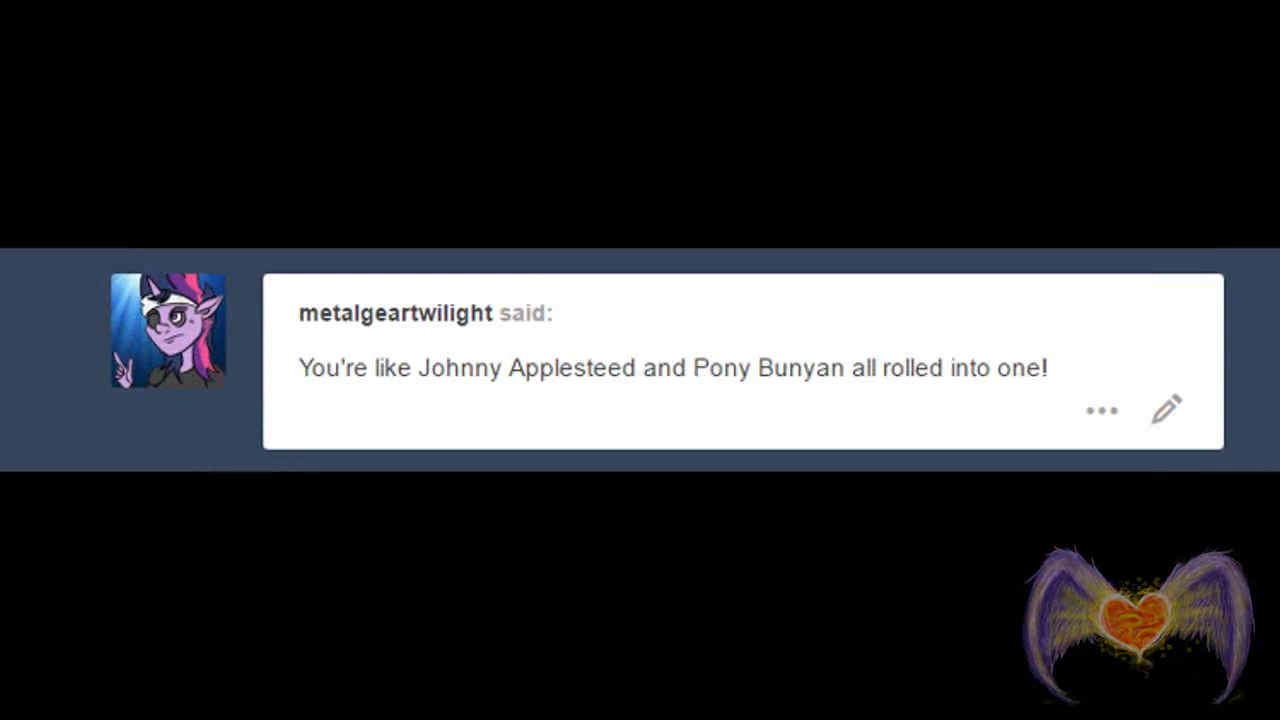 metalgeartwilight said:
You're like Johnny Applesteed and Pony Bunyan all rolled into one!